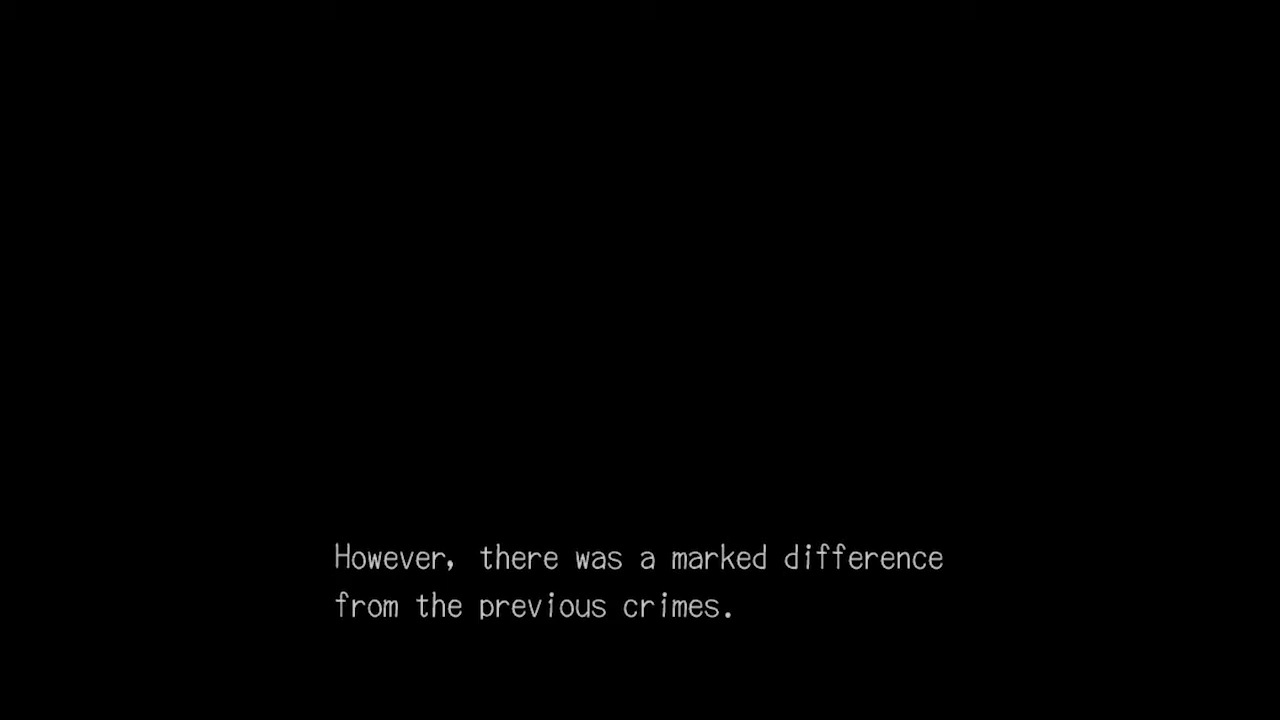 However, there was a marked difference
from the previous crimes.